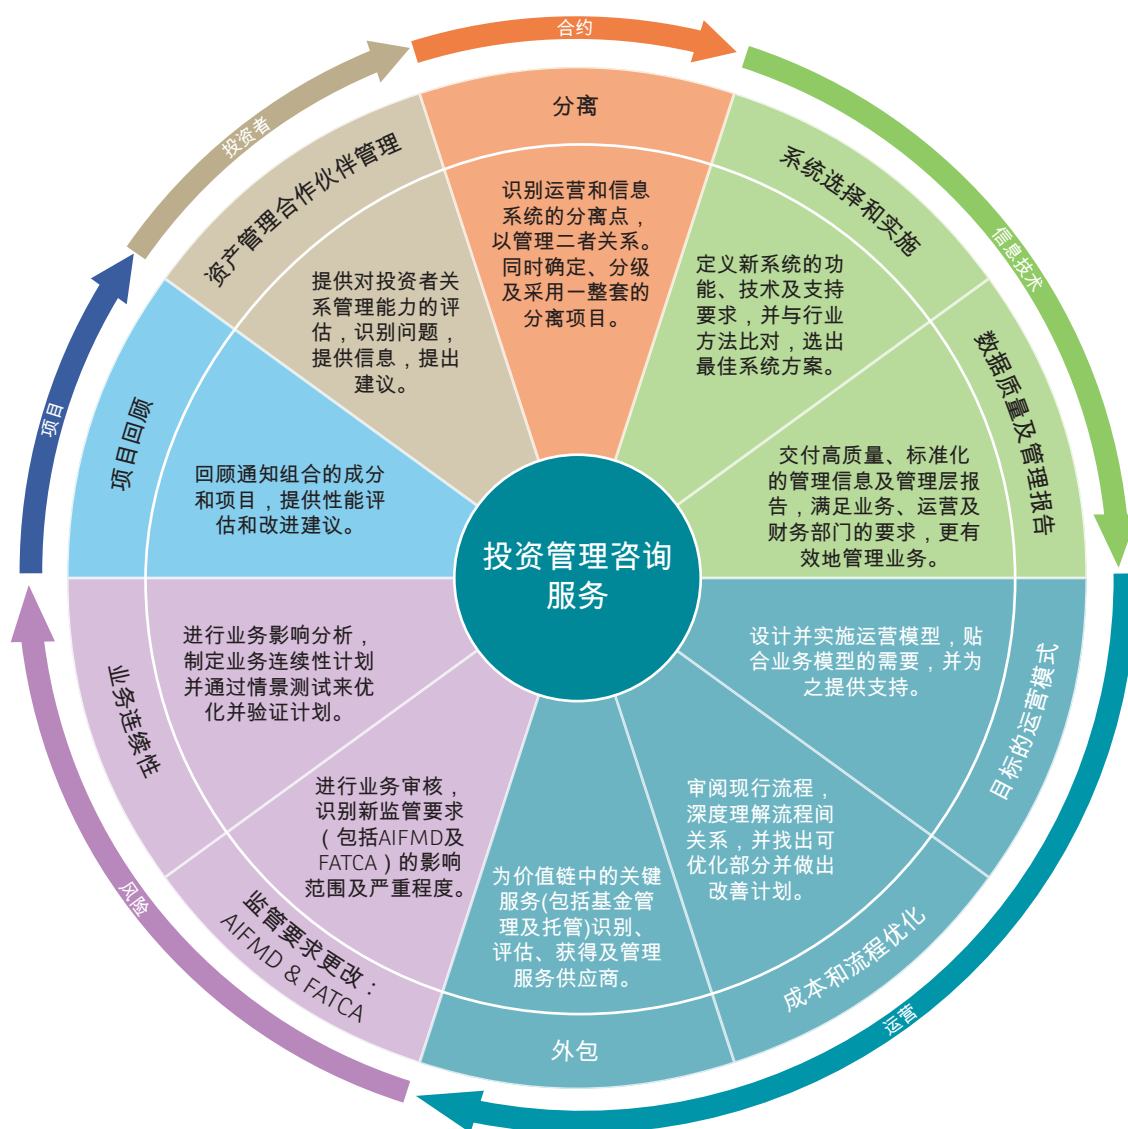 合约
分离
识别运营和信息
系统的分离点，
以管理二者关系。
同时确定、分级
及采用一整套的
分离项目。
信息技术
系统选择和实施
定义新系统的功
能、技术及支持
要求，并与行业
方法比对，选出
最佳系统方案。
数据质量及管理报告
交付高质量、标准化
的管理信息及管理层报
告，满足业务、运营及
财务部门的要求，更有
效地管理业务。
运营
目标的运营模式
设计并实施运营模型，贴
合业务模型的需要，并为
之提供支持。
成本和流程优化
审阅现行流程，
深度理解流程间
关系，并找出可
优化部分并做出
改善计划。
外包
为价值链中的关键
服务(包括基金管
理及托管)识别、
评估、获得及管理
服务供应商。
风险
监管要求更改：
AIFMD & FATCA
进行业务审核，
识别新监管要求
（包括AIFMD及
FATCA）的影响
范围及严重程度。
业务连续性
进行业务影响分析，
制定业务连续性计划
并通过情景测试来优
化并验证计划。
项目
项目回顾
回顾通知组合的成分
和项目，提供性能评
估和改进建议。
投资者
资产管理合作伙伴管理
提供对投资者关
系管理能力的评
估，识别问题，
提供信息，提出
建议。
投资管理咨询
服务